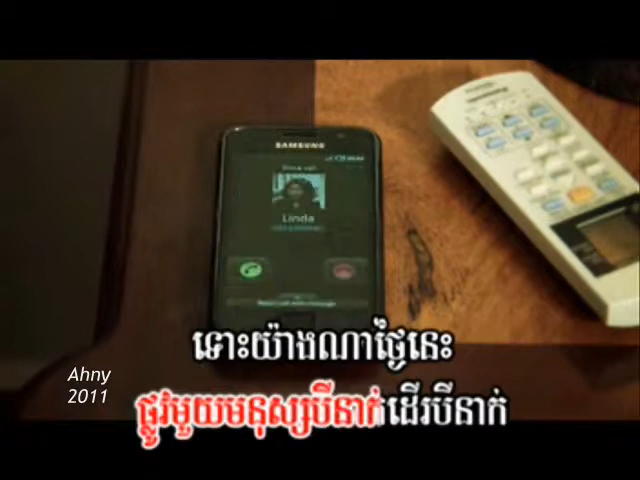 SAMSUNG
Linda
ទោះយ៉ាងណាថ្ងៃនេះ
ផ្លូវមួយមនុស្សបីនាក់ដើរបីនាក់
Ahny
2011